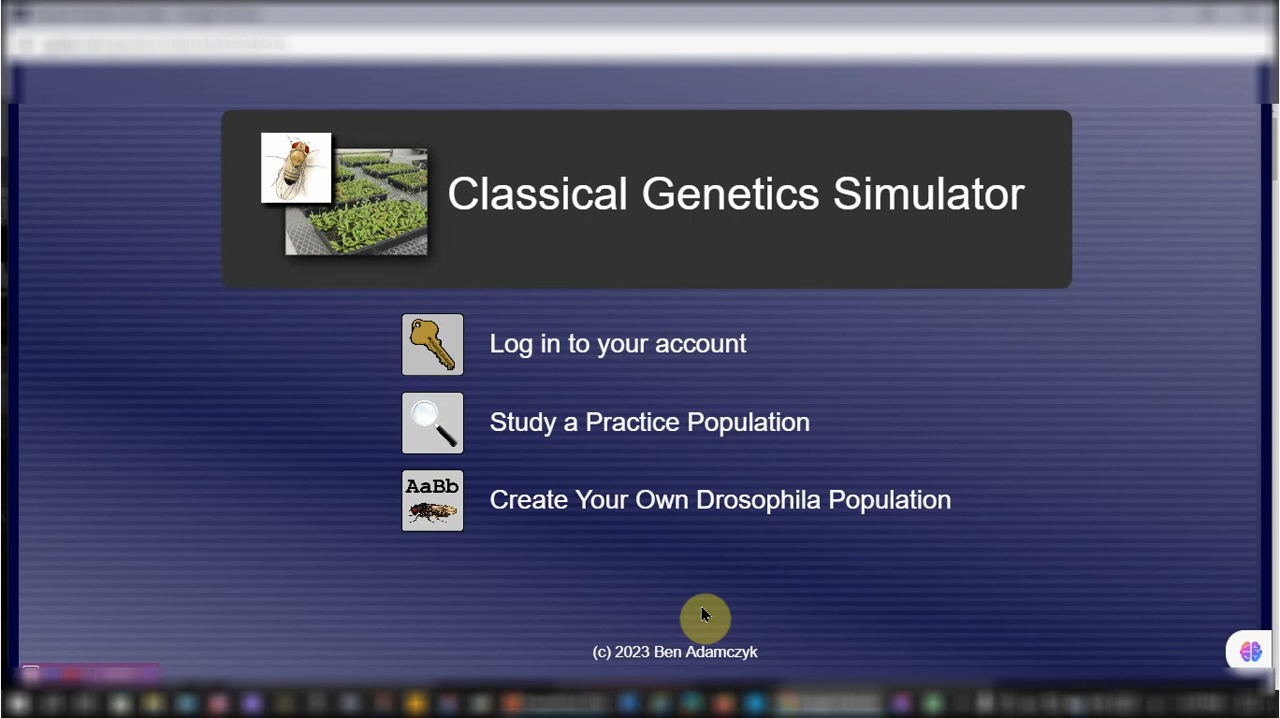 Classical Genetics Simulator
Log in to your account
Study a Practice Population
AaBb
Create Your Own Drosophila Population
(c) 2023 Ben Adamczyk